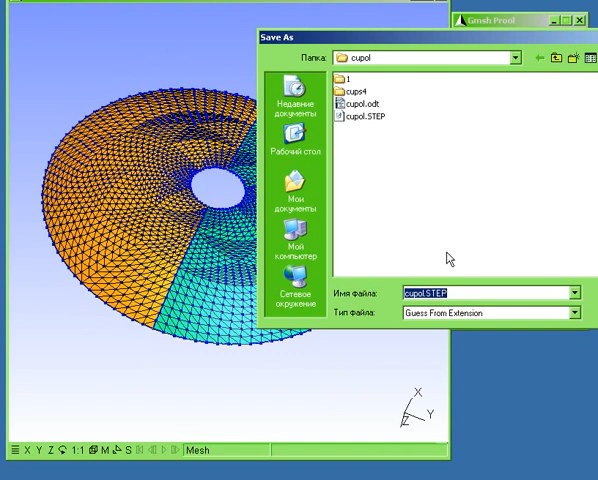 Gmsh Prool
Save As
Папка:
cupol
1
cups4
cupol.odt
cupol.STEP
Недавние
документы
Рабочий стол
Мои
документы
Мой
компьютер
Сетевое
окружение
Имя файла:
cupol.STEP
Тип файла:
Guess From Extension
X
Y
Z
X Y Z 1:1 M S Mesh